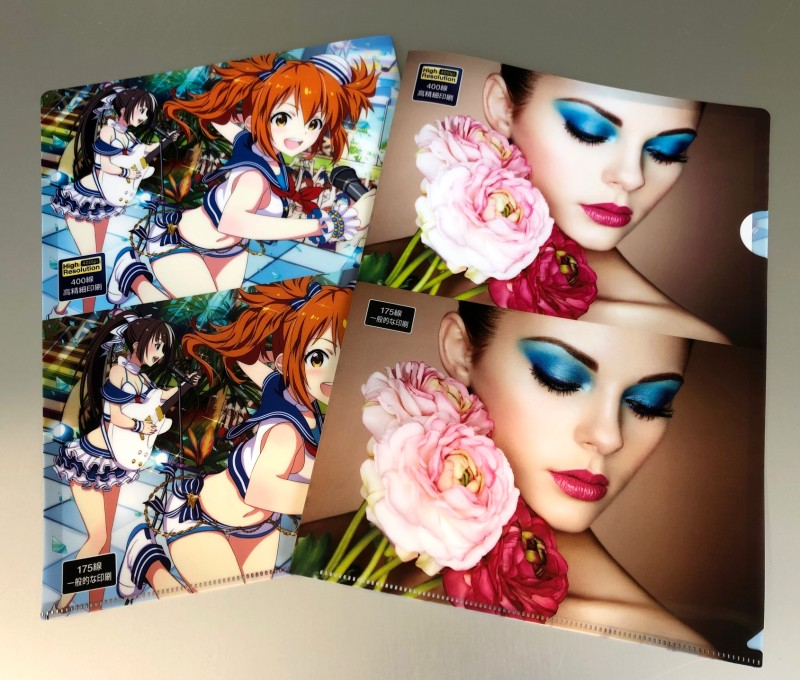 High 400lpi
Resolution
400線
高精細印刷
175線
一般的な印刷
High 400lpi
Resolution
400線
高精細印刷
175線
一般的な印刷